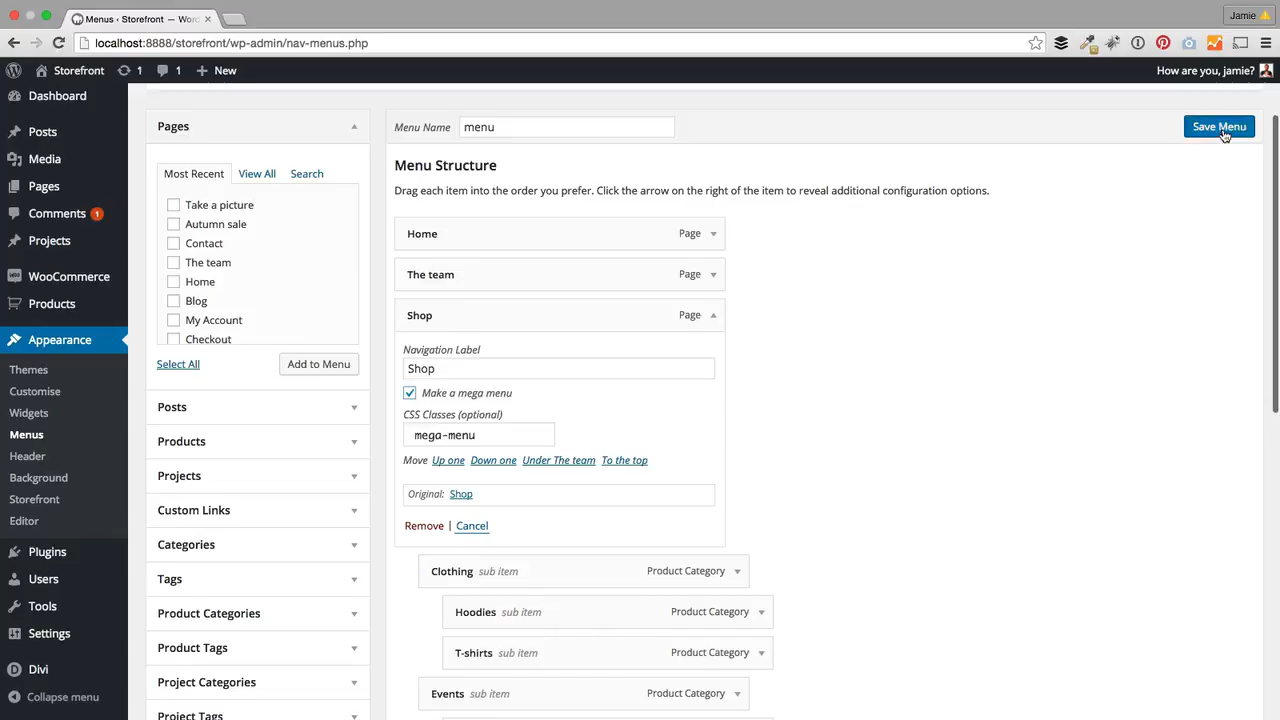 Menus ‹ Storefront — Wor
Jamie
localhost:8888/storefront/wp-admin/nav-menus.php
Storefront 1 1 New
How are you, jamie?
Dashboard
Posts
Media
Pages
Comments 1
Projects
WooCommerce
Products
Appearance
Themes
Customise
Widgets
Menus
Header
Background
Storefront
Editor
Plugins
Users
Tools
Settings
Divi
Collapse menu
Pages
Most Recent View All Search
Take a picture
Autumn sale
Contact
The team
Home
Blog
My Account
Checkout
Select All Add to Menu
Posts
Products
Projects
Custom Links
Categories
Tags
Product Categories
Product Tags
Project Categories
Project Tags
Menu Name menu
Save Menu
Menu Structure
Drag each item into the order you prefer. Click the arrow on the right of the item to reveal additional configuration options.
Home Page
The team Page
Shop Page
Navigation Label
Shop
Make a mega menu
CSS Classes (optional)
mega-menu
Move Up one Down one Under The team To the top
Original: Shop
Remove | Cancel
Clothing sub item Product Category
Hoodies sub item Product Category
T-shirts sub item Product Category
Events sub item Product Category